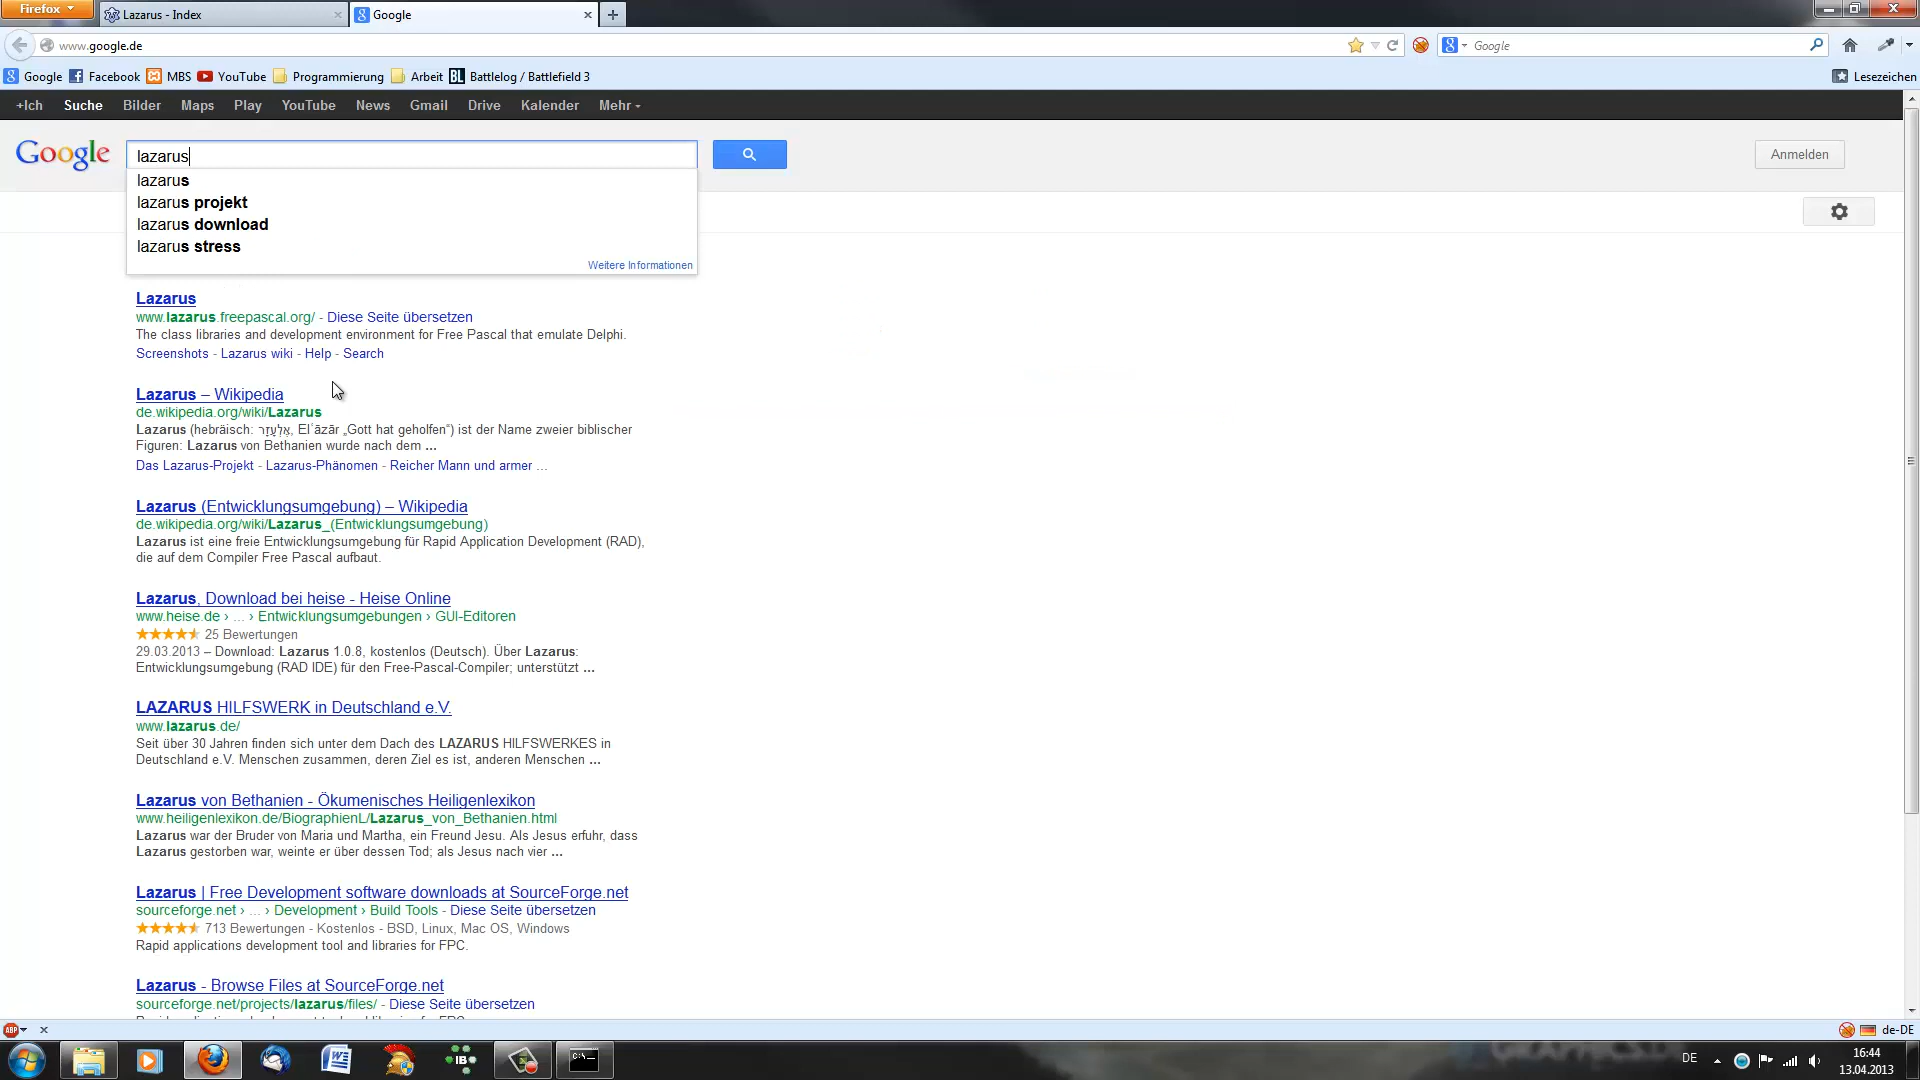 Firefox
Lazarus - Index
Google
www.google.de
Google
Google Facebook MBS YouTube Programmierung Arbeit BL Battlelog / Battlefield 3 Lesezeichen
+Ich Suche Bilder Maps Play YouTube News Gmail Drive Kalender Mehr
Google
lazarus
Anmelden
lazarus
lazarus projekt
lazarus download
lazarus stress
Weitere Informationen
Lazarus
www.lazarus.freepascal.org/ - Diese Seite übersetzen
The class libraries and development environment for Free Pascal that emulate Delphi.
Screenshots - Lazarus wiki - Help - Search
Lazarus – Wikipedia
de.wikipedia.org/wiki/Lazarus
Lazarus (hebräisch: אֶלְעָזָר, Elʿāzār „Gott hat geholfen“) ist der Name zweier biblischer
Figuren: Lazarus von Bethanien wurde nach dem ...
Das Lazarus-Projekt - Lazarus-Phänomen - Reicher Mann und armer ...
Lazarus (Entwicklungsumgebung) – Wikipedia
de.wikipedia.org/wiki/Lazarus_(Entwicklungsumgebung)
Lazarus ist eine freie Entwicklungsumgebung für Rapid Application Development (RAD),
die auf dem Compiler Free Pascal aufbaut.
Lazarus, Download bei heise - Heise Online
www.heise.de › ... › Entwicklungsumgebungen › GUI-Editoren
25 Bewertungen
29.03.2013 – Download: Lazarus 1.0.8, kostenlos (Deutsch). Über Lazarus:
Entwicklungsumgebung (RAD IDE) für den Free-Pascal-Compiler; unterstützt ...
LAZARUS HILFSWERK in Deutschland e.V.
www.lazarus.de/
Seit über 30 Jahren finden sich unter dem Dach des LAZARUS HILFSWERKES in
Deutschland e.V. Menschen zusammen, deren Ziel es ist, anderen Menschen ...
Lazarus von Bethanien - Ökumenisches Heiligenlexikon
www.heiligenlexikon.de/BiographienL/Lazarus_von_Bethanien.html
Lazarus war der Bruder von Maria und Martha, ein Freund Jesu. Als Jesus erfuhr, dass
Lazarus gestorben war, weinte er über dessen Tod; als Jesus nach vier ...
Lazarus | Free Development software downloads at SourceForge.net
sourceforge.net › ... › Development › Build Tools - Diese Seite übersetzen
713 Bewertungen - Kostenlos - BSD, Linux, Mac OS, Windows
Rapid applications development tool and libraries for FPC.
Lazarus - Browse Files at SourceForge.net
sourceforge.net/projects/lazarus/files/ - Diese Seite übersetzen
ABP
de-DE
IB
C:\
DE
16:44
13.04.2013